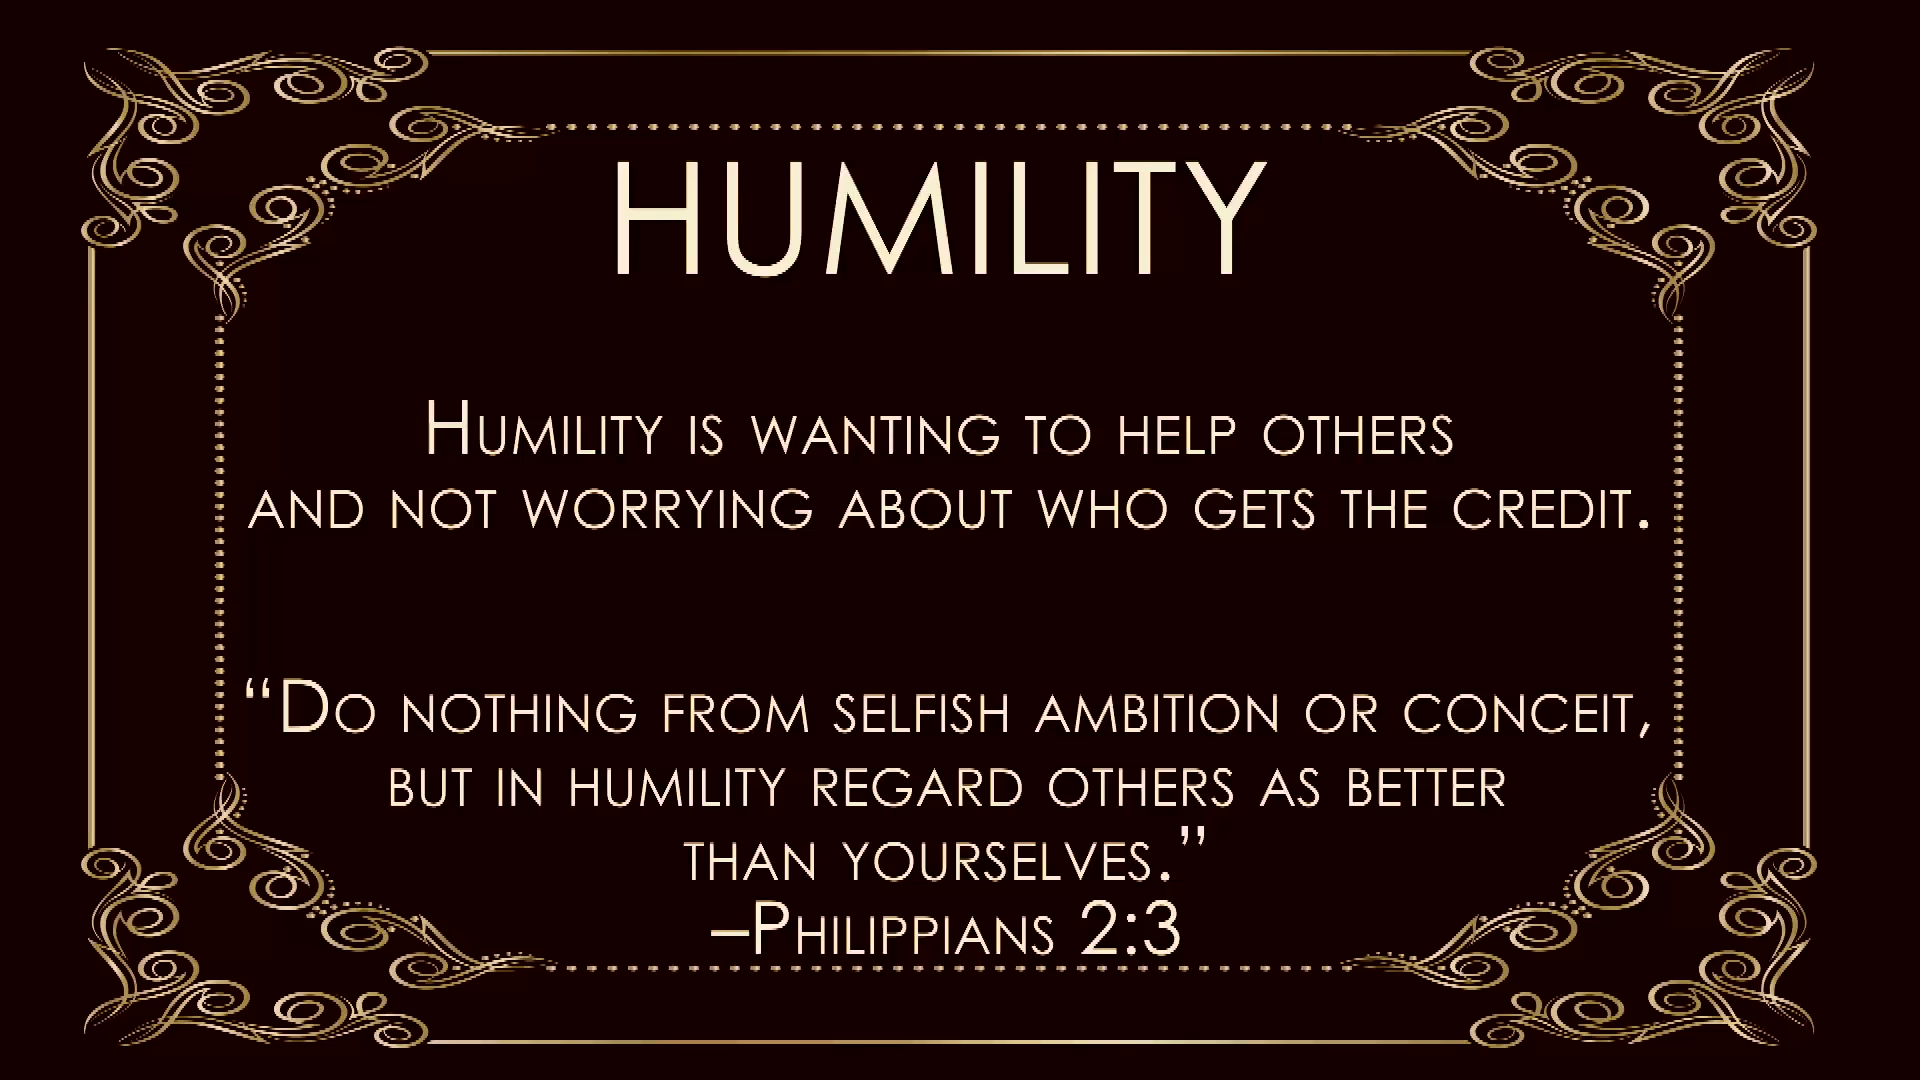 HUMILITY
Humility is wanting to help others
and not worrying about who gets the credit.
“Do nothing from selfish ambition or conceit,
but in humility regard others as better
than yourselves.”
–Philippians 2:3